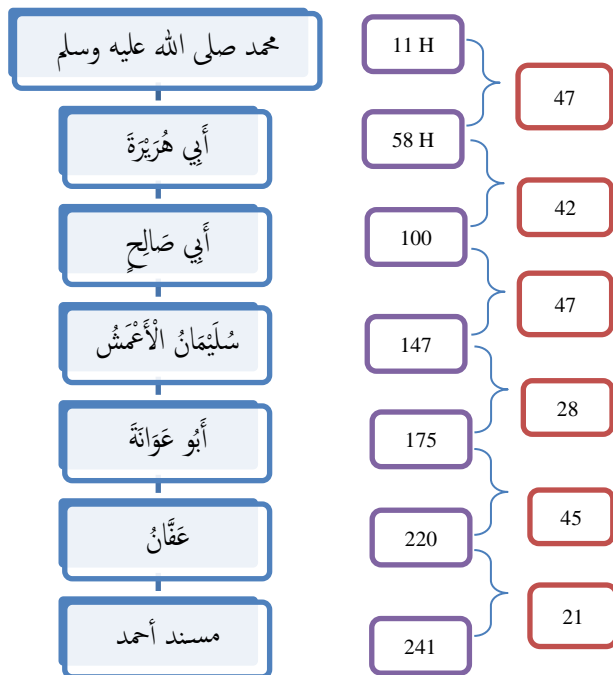 محمد صلى الله عليه وسلم
11 H
47
أَبِي هُرَيْرَةَ
58 H
42
أَبِي صَالِحٍ
100
47
سُلَيْمَانُ الْأَعْمَشُ
147
28
أَبُو عَوَانَةَ
175
45
عَفَّانُ
220
21
مسند أحمد
241